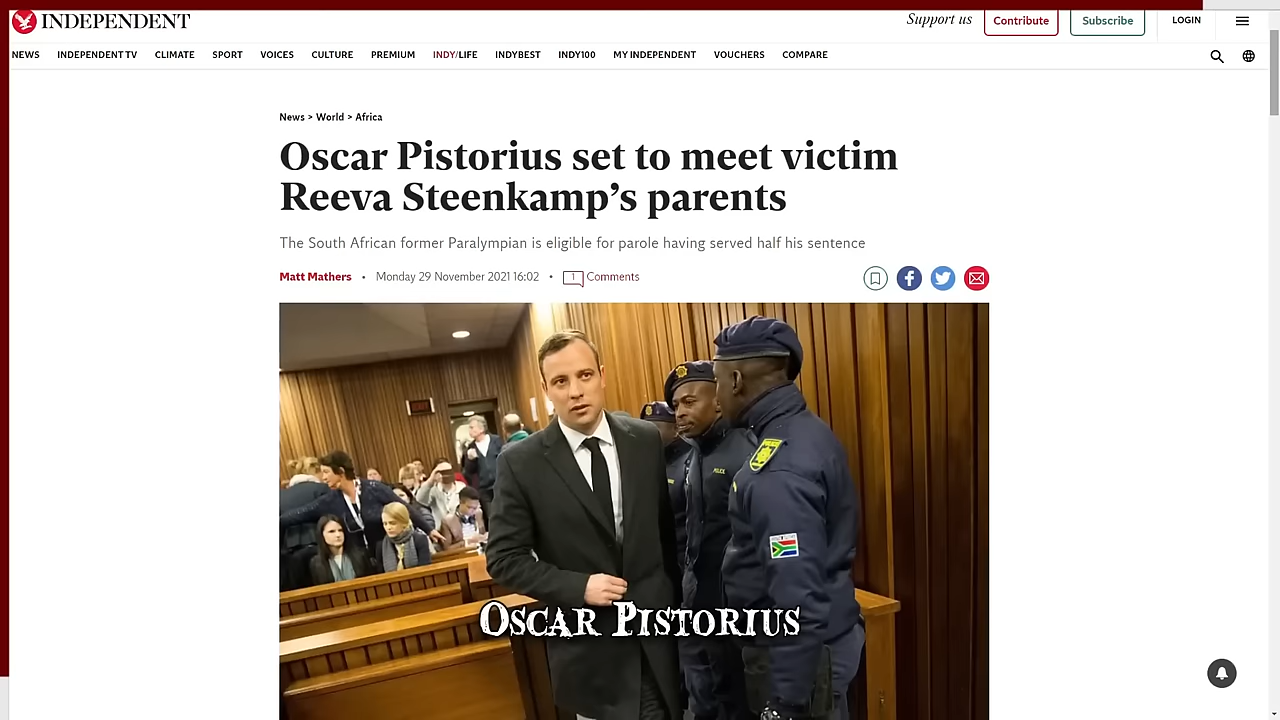 INDEPENDENT
Support us
Contribute
Subscribe
LOGIN
NEWS INDEPENDENT TV CLIMATE SPORT VOICES CULTURE PREMIUM INDY/LIFE INDYBEST INDY100 MY INDEPENDENT VOUCHERS COMPARE
News > World > Africa
Oscar Pistorius set to meet victim
Reeva Steenkamp’s parents
The South African former Paralympian is eligible for parole having served half his sentence
Matt Mathers • Monday 29 November 2021 16:02 • 1 Comments
POLICE
Oscar Pistorius